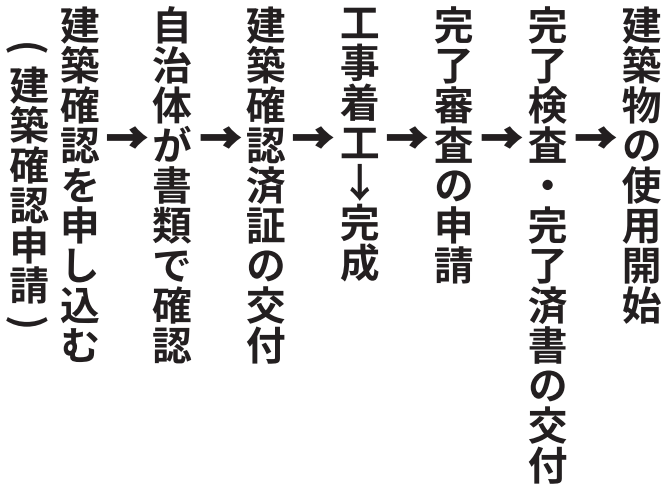 建築確認を申し込む
（建築確認申請）
→
自治体が書類で確認
→
建築確認済証の交付
→
工事着工→完成
→
完了審査の申請
→
完了検査・完了済書の交付
→
建築物の使用開始